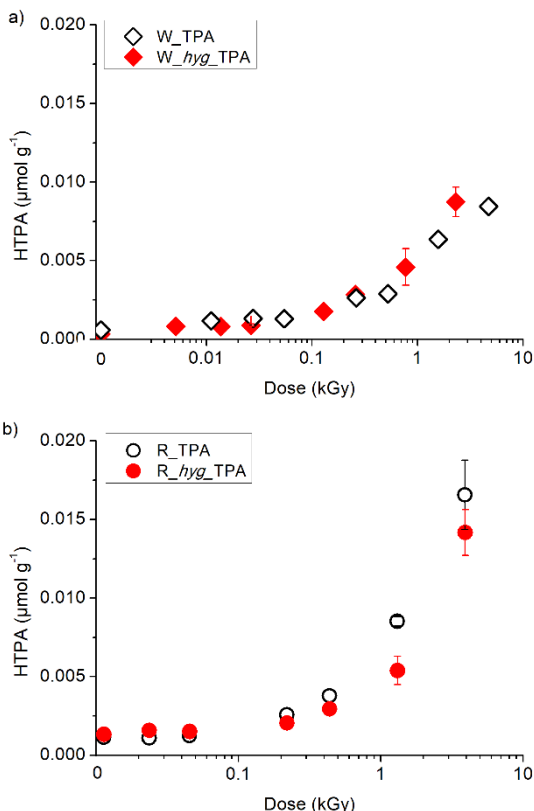 a)
W_TPA
W_hyg_TPA
0.020
0.015
0.010
0.005
0.000
HTPA (μmol g⁻¹)
0 0.01 0.1 1 10
Dose (kGy)
b)
R_TPA
R_hyg_TPA
0.020
0.015
0.010
0.005
0.000
HTPA (μmol g⁻¹)
0 0.1 1 10
Dose (kGy)